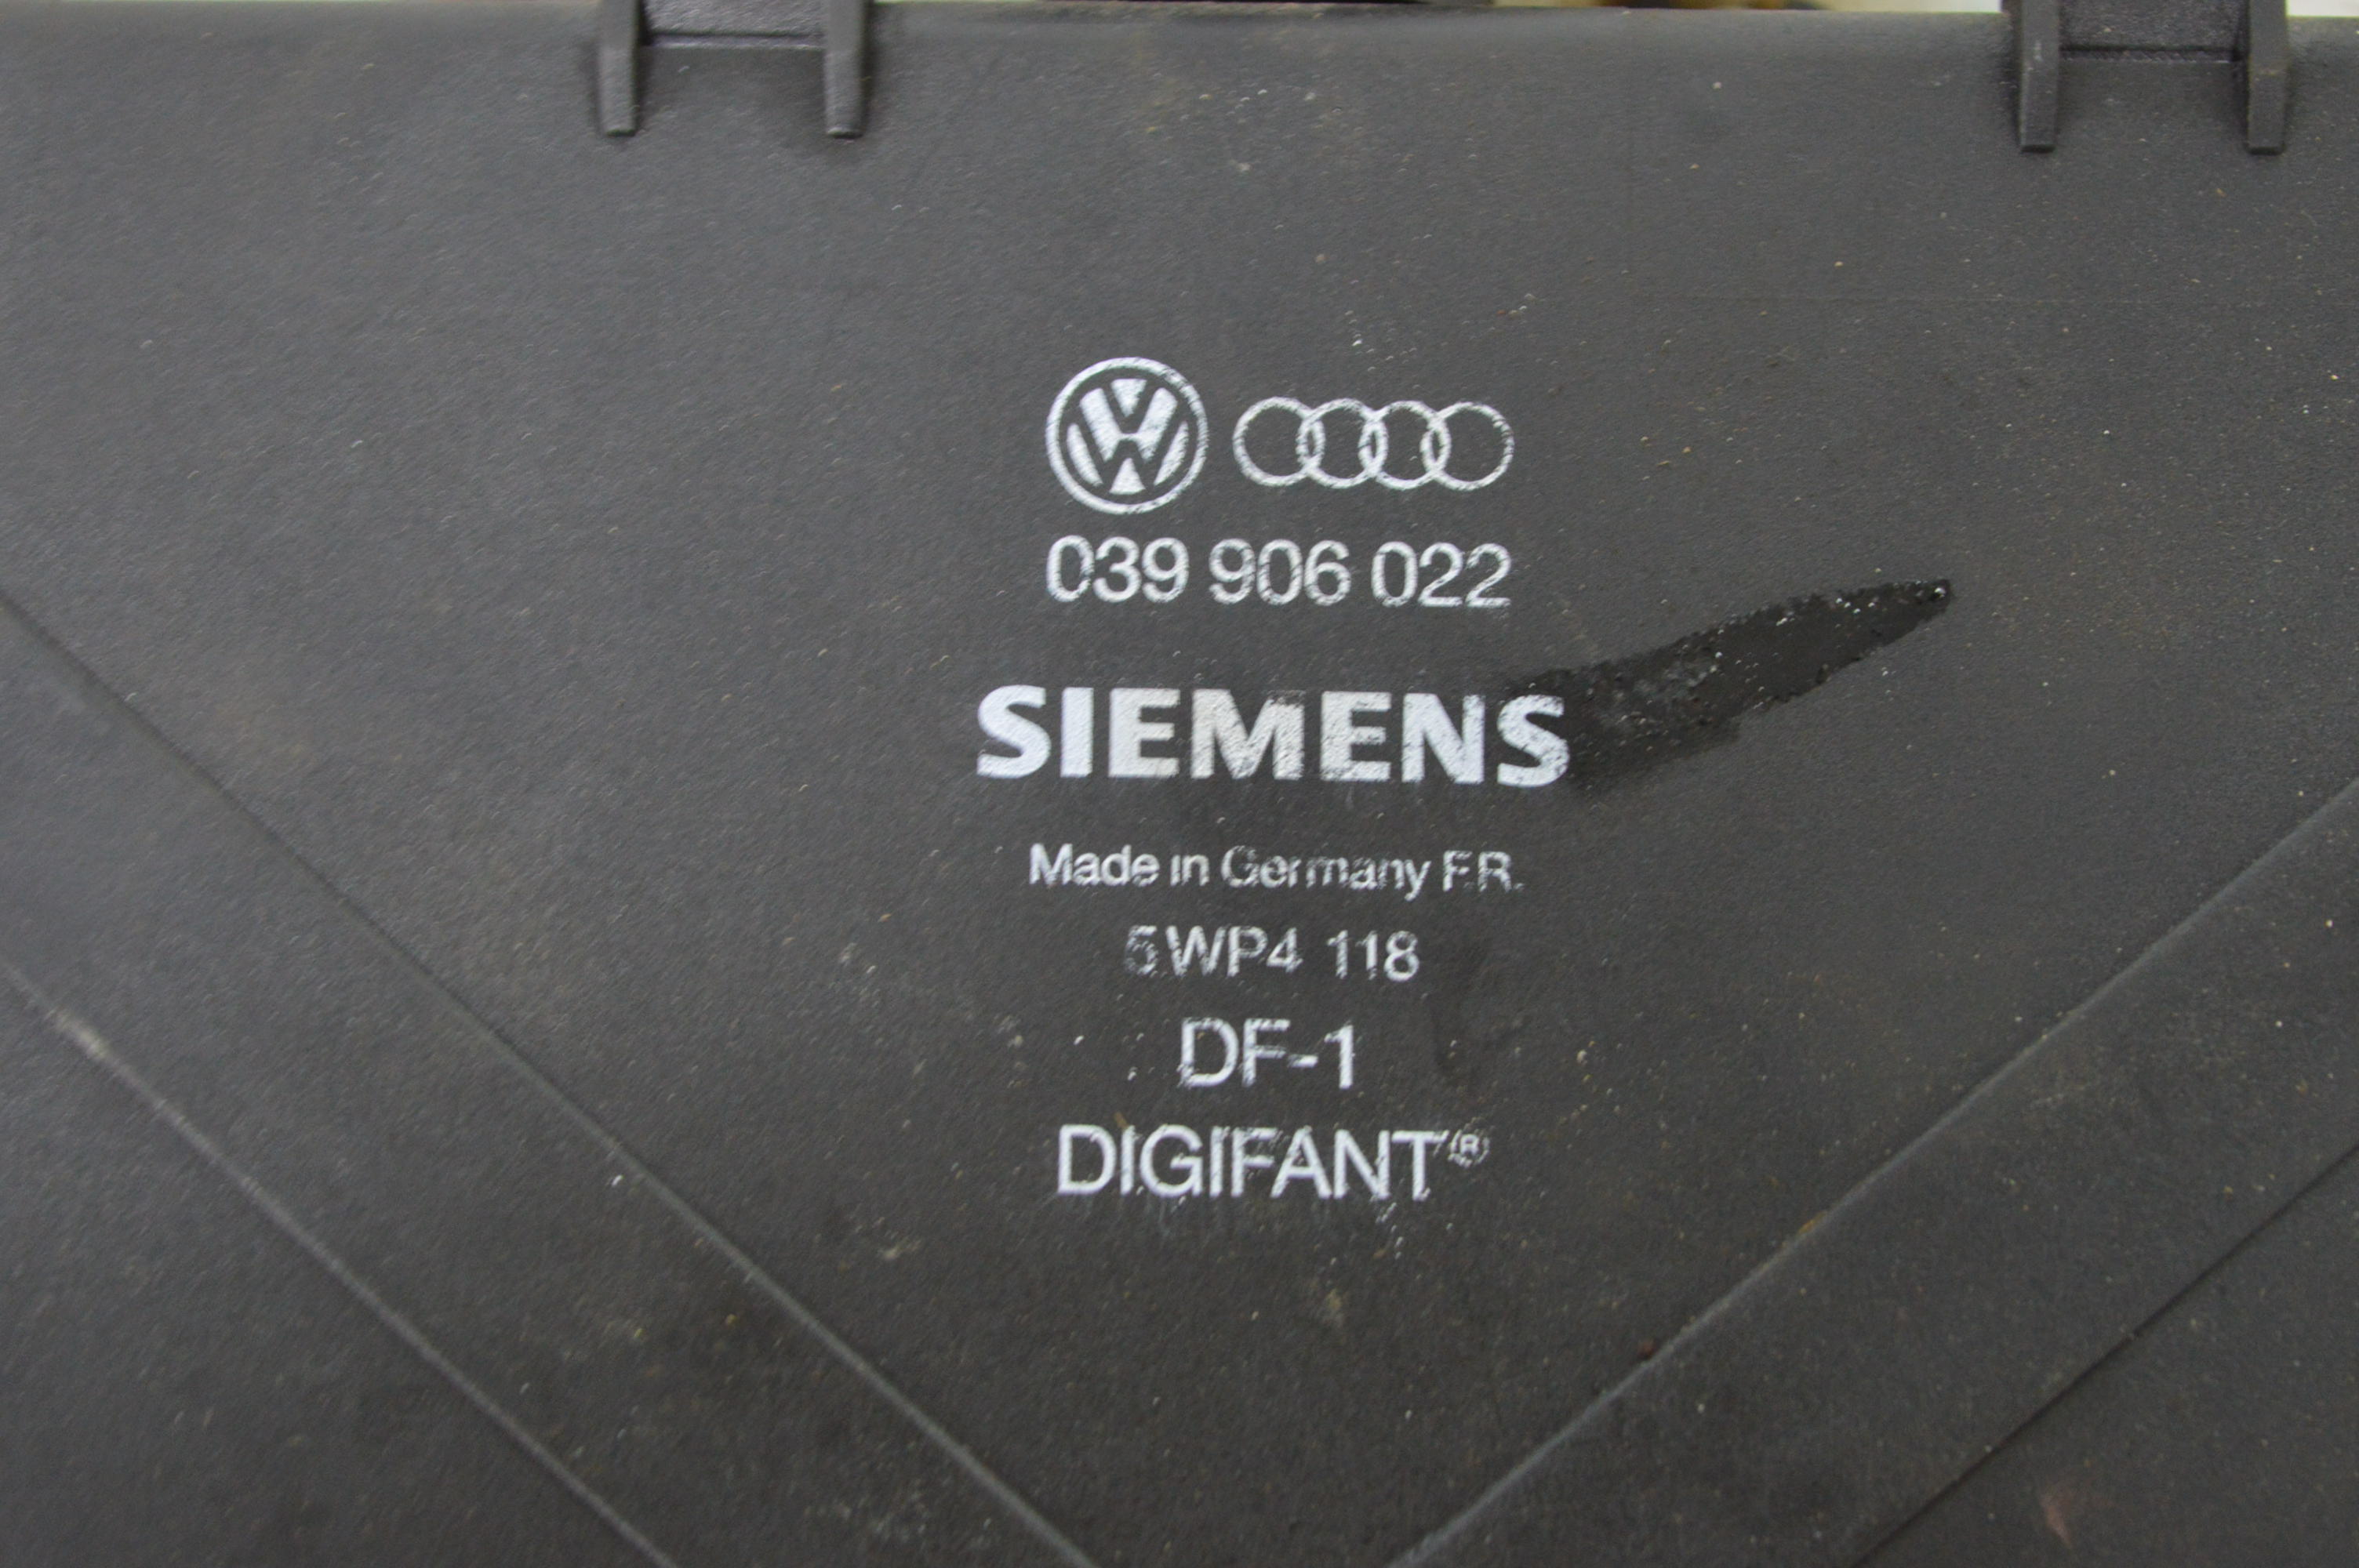 039 906 022
SIEMENS
Made in Germany F.R.
5WP4 118
DF-1
DIGIFANT®